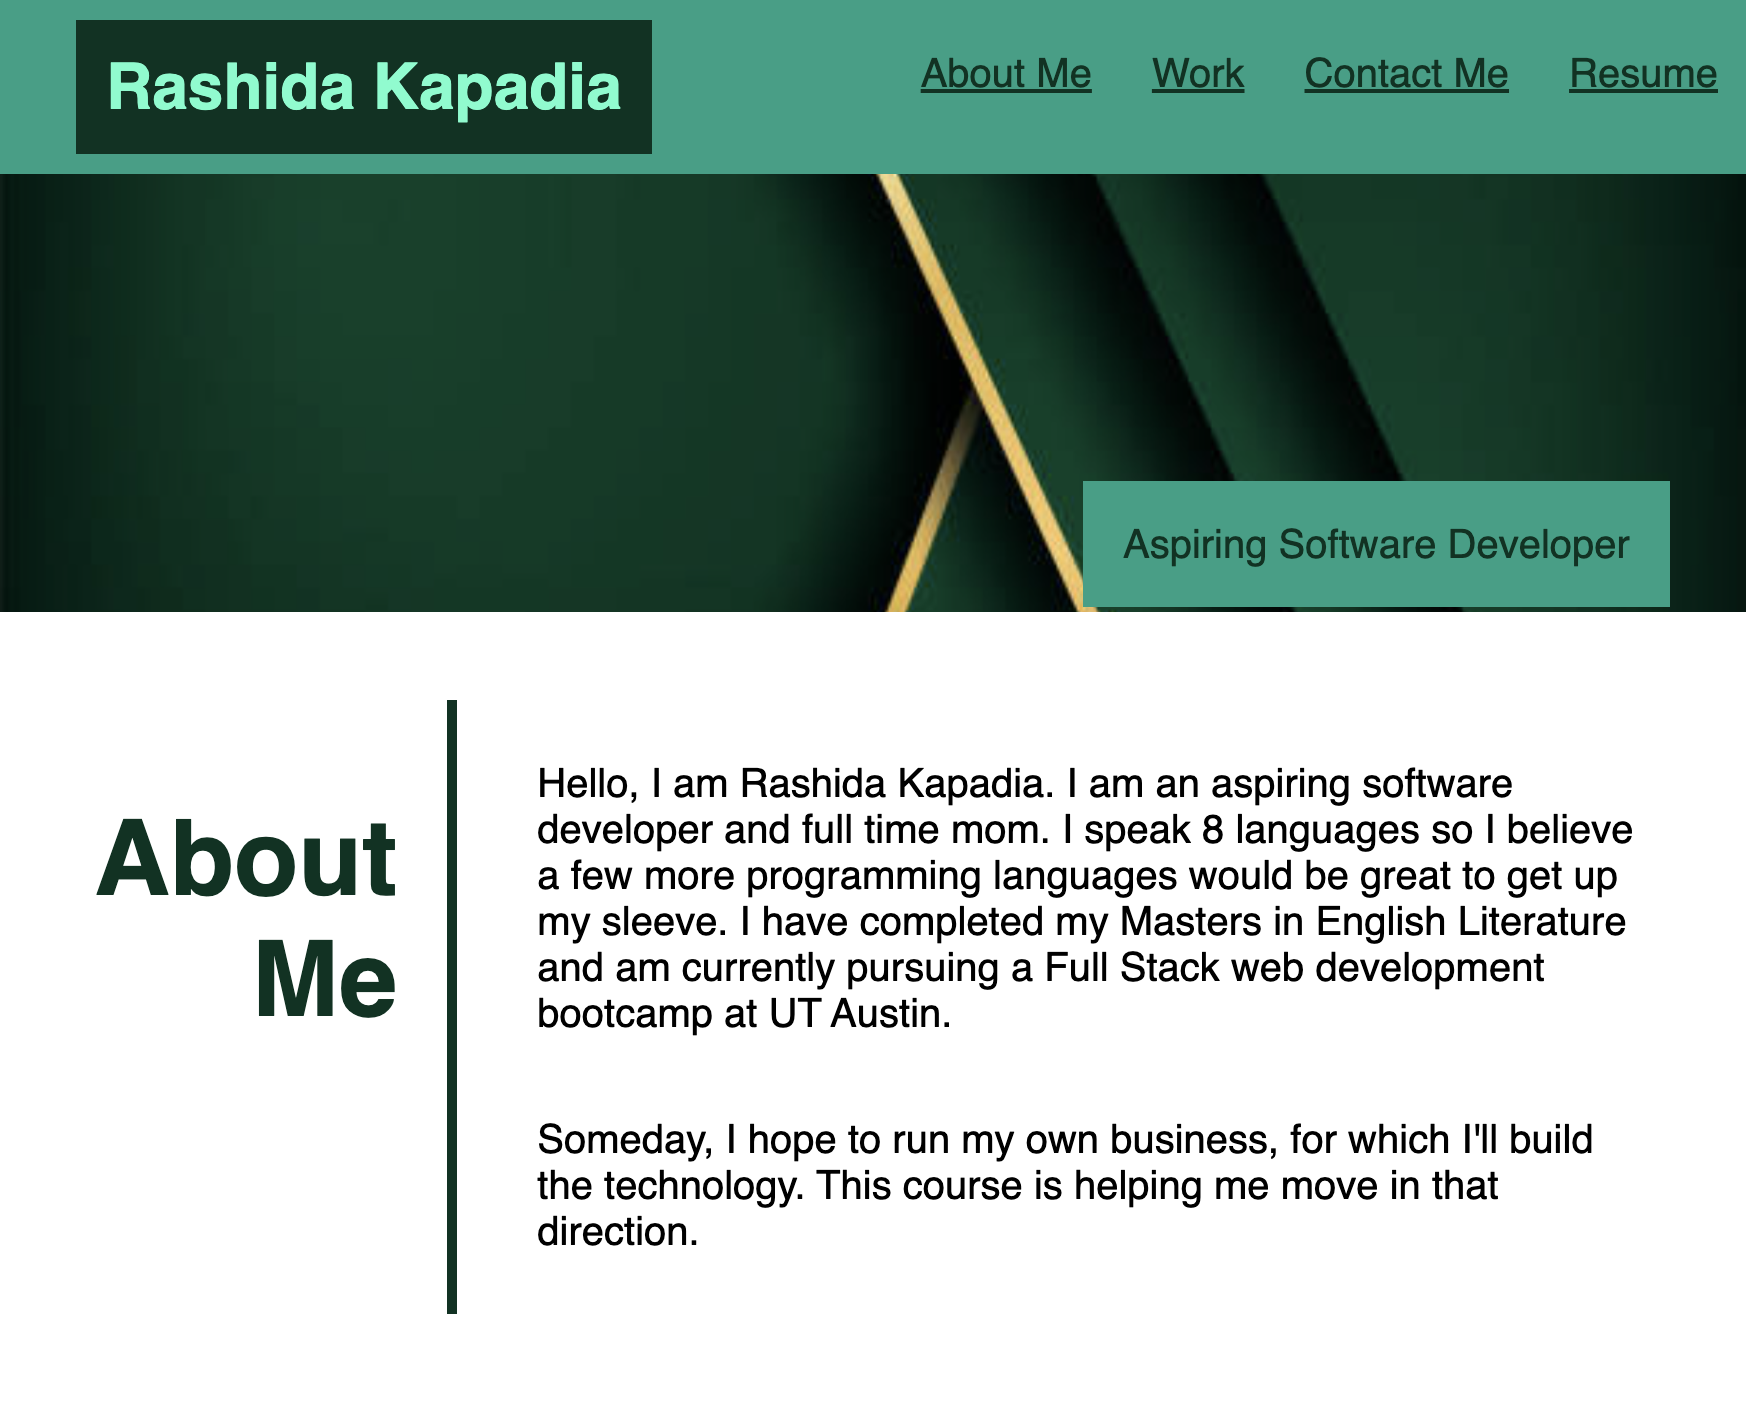 Rashida Kapadia
About Me Work Contact Me Resume
Aspiring Software Developer
About
Me
Hello, I am Rashida Kapadia. I am an aspiring software
developer and full time mom. I speak 8 languages so I believe
a few more programming languages would be great to get up
my sleeve. I have completed my Masters in English Literature
and am currently pursuing a Full Stack web development
bootcamp at UT Austin.
Someday, I hope to run my own business, for which I'll build
the technology. This course is helping me move in that
direction.